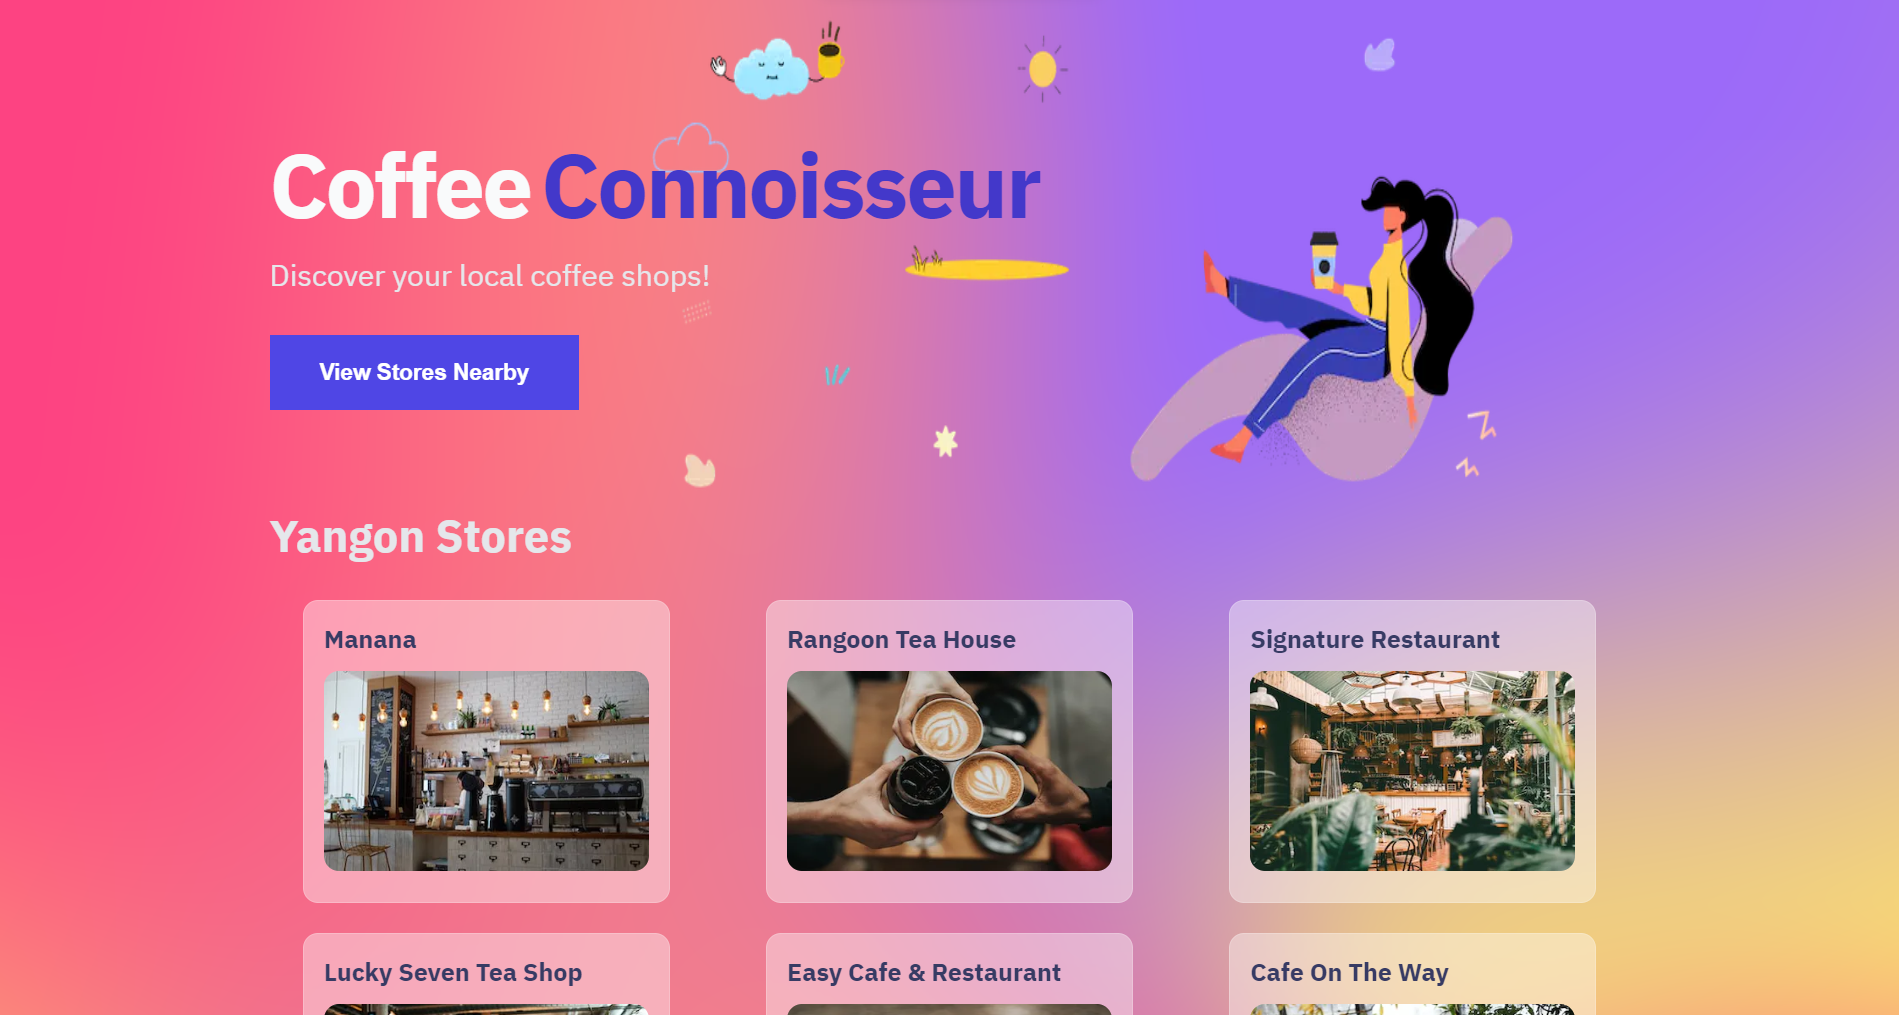 Coffee Connoisseur
Discover your local coffee shops!
View Stores Nearby
Yangon Stores
Manana
Rangoon Tea House
Signature Restaurant
Lucky Seven Tea Shop
Easy Cafe & Restaurant
Cafe On The Way